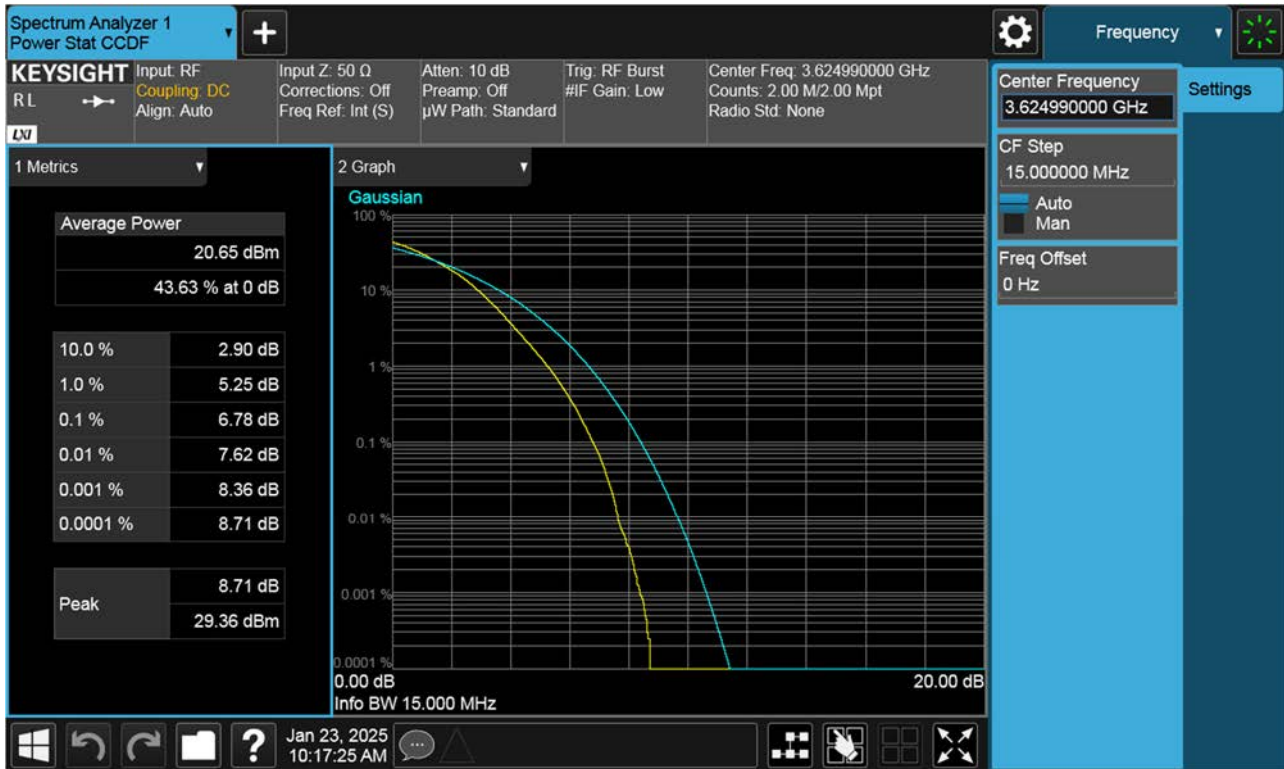 Spectrum Analyzer 1
Power Stat CCDF
+
Frequency
KEYSIGHT
R L
LXI
Input: RF
Coupling: DC
Align: Auto
Input Z: 50 Ω
Corrections: Off
Freq Ref: Int (S)
Atten: 10 dB
Preamp: Off
µW Path: Standard
Trig: RF Burst
#IF Gain: Low
Center Freq: 3.624990000 GHz
Counts: 2.00 M/2.00 Mpt
Radio Std: None
Center Frequency
3.624990000 GHz
Settings
CF Step
15.000000 MHz
Auto
Man
Freq Offset
0 Hz
1 Metrics
Average Power
20.65 dBm
43.63 % at 0 dB
10.0 % 2.90 dB
1.0 % 5.25 dB
0.1 % 6.78 dB
0.01 % 7.62 dB
0.001 % 8.36 dB
0.0001 % 8.71 dB
Peak
8.71 dB
29.36 dBm
2 Graph
Gaussian
100 %
10 %
1 %
0.1 %
0.01 %
0.001 %
0.0001 %
0.00 dB 20.00 dB
Info BW 15.000 MHz
?
Jan 23, 2025
10:17:25 AM